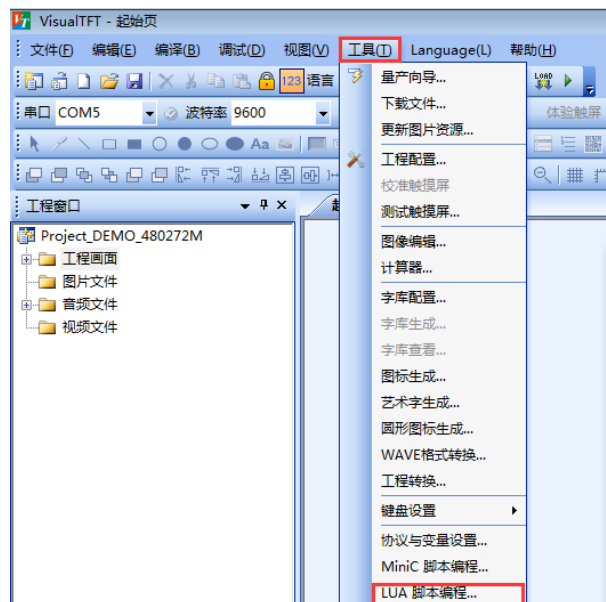 VisualTFT - 起始页
文件(F) 编辑(E) 编译(B) 调试(D) 视图(V) 工具(T) Language(L) 帮助(H)
123 语言 LOAD
串口 COM5 波特率 9600 体验触屏
Aa
工程窗口
Project_DEMO_480272M
工程画面
图片文件
音频文件
视频文件
量产向导...
下载文件...
更新图片资源...
工程配置...
校准触摸屏
测试触摸屏...
图像编辑...
计算器...
字库配置...
字库生成...
字库查看...
图标生成...
艺术字生成...
圆形图标生成...
WAVE格式转换...
工程转换...
键盘设置
协议与变量设置...
MiniC 脚本编程...
LUA 脚本编程...